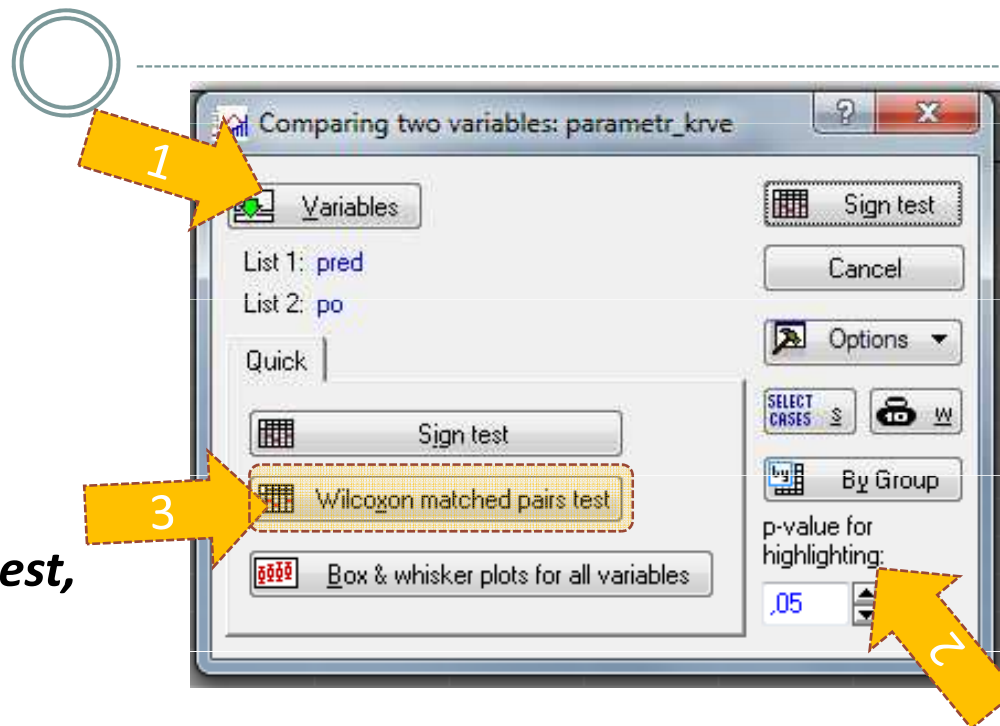 Comparing two variables: parametr_krve
?
X
1
Variables
Sign test
List 1: pred
Cancel
List 2: po
Options
Quick
SELECT CASES S
W
Sign test
By Group
3
Wilcoxon matched pairs test
p-value for
highlighting:
est,
Box & whisker plots for all variables
,05
2